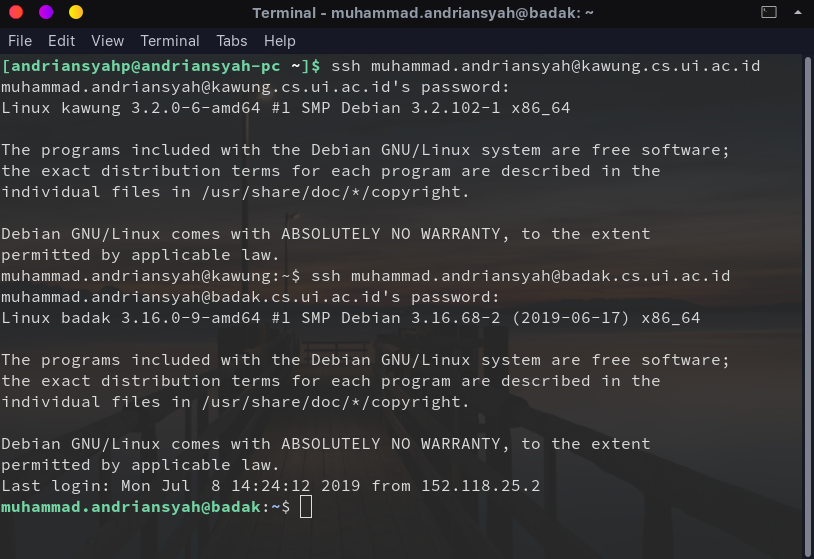 Terminal - muhammad.andriansyah@badak: ~
File Edit View Terminal Tabs Help
[andriansyahp@andriansyah-pc ~]$ ssh muhammad.andriansyah@kawung.cs.ui.ac.id
muhammad.andriansyah@kawung.cs.ui.ac.id's password:
Linux kawung 3.2.0-6-amd64 #1 SMP Debian 3.2.102-1 x86_64
The programs included with the Debian GNU/Linux system are free software;
the exact distribution terms for each program are described in the
individual files in /usr/share/doc/*/copyright.
Debian GNU/Linux comes with ABSOLUTELY NO WARRANTY, to the extent
permitted by applicable law.
muhammad.andriansyah@kawung:~$ ssh muhammad.andriansyah@badak.cs.ui.ac.id
muhammad.andriansyah@badak.cs.ui.ac.id's password:
Linux badak 3.16.0-9-amd64 #1 SMP Debian 3.16.68-2 (2019-06-17) x86_64
The programs included with the Debian GNU/Linux system are free software;
the exact distribution terms for each program are described in the
individual files in /usr/share/doc/*/copyright.
Debian GNU/Linux comes with ABSOLUTELY NO WARRANTY, to the extent
permitted by applicable law.
Last login: Mon Jul  8 14:24:12 2019 from 152.118.25.2
muhammad.andriansyah@badak:~$